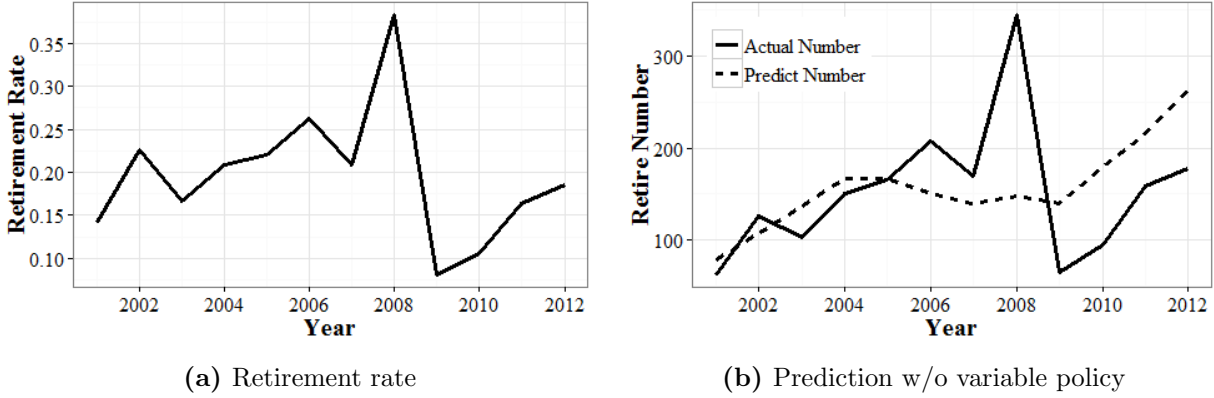 Retirement Rate
0.35
0.30
0.25
0.20
0.15
0.10
2002 2004 2006 2008 2010 2012
Year
(a) Retirement rate
Retire Number
300
200
100
Actual Number
Predict Number
2002 2004 2006 2008 2010 2012
Year
(b) Prediction w/o variable policy